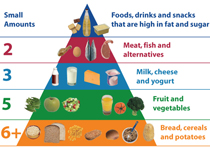 Small
Amounts
Foods, drinks and snacks
that are high in fat and sugar
2
Meat, fish and
alternatives
3
Milk, cheese
and yogurt
5
Fruit and
vegetables
6+
Bread, cereals
and potatoes